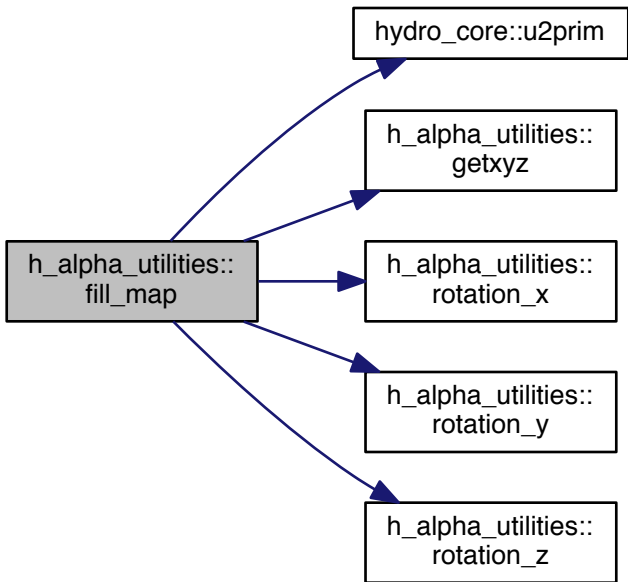 hydro_core::u2prim
h_alpha_utilities::
getxyz
h_alpha_utilities::
fill_map
h_alpha_utilities::
rotation_x
h_alpha_utilities::
rotation_y
h_alpha_utilities::
rotation_z